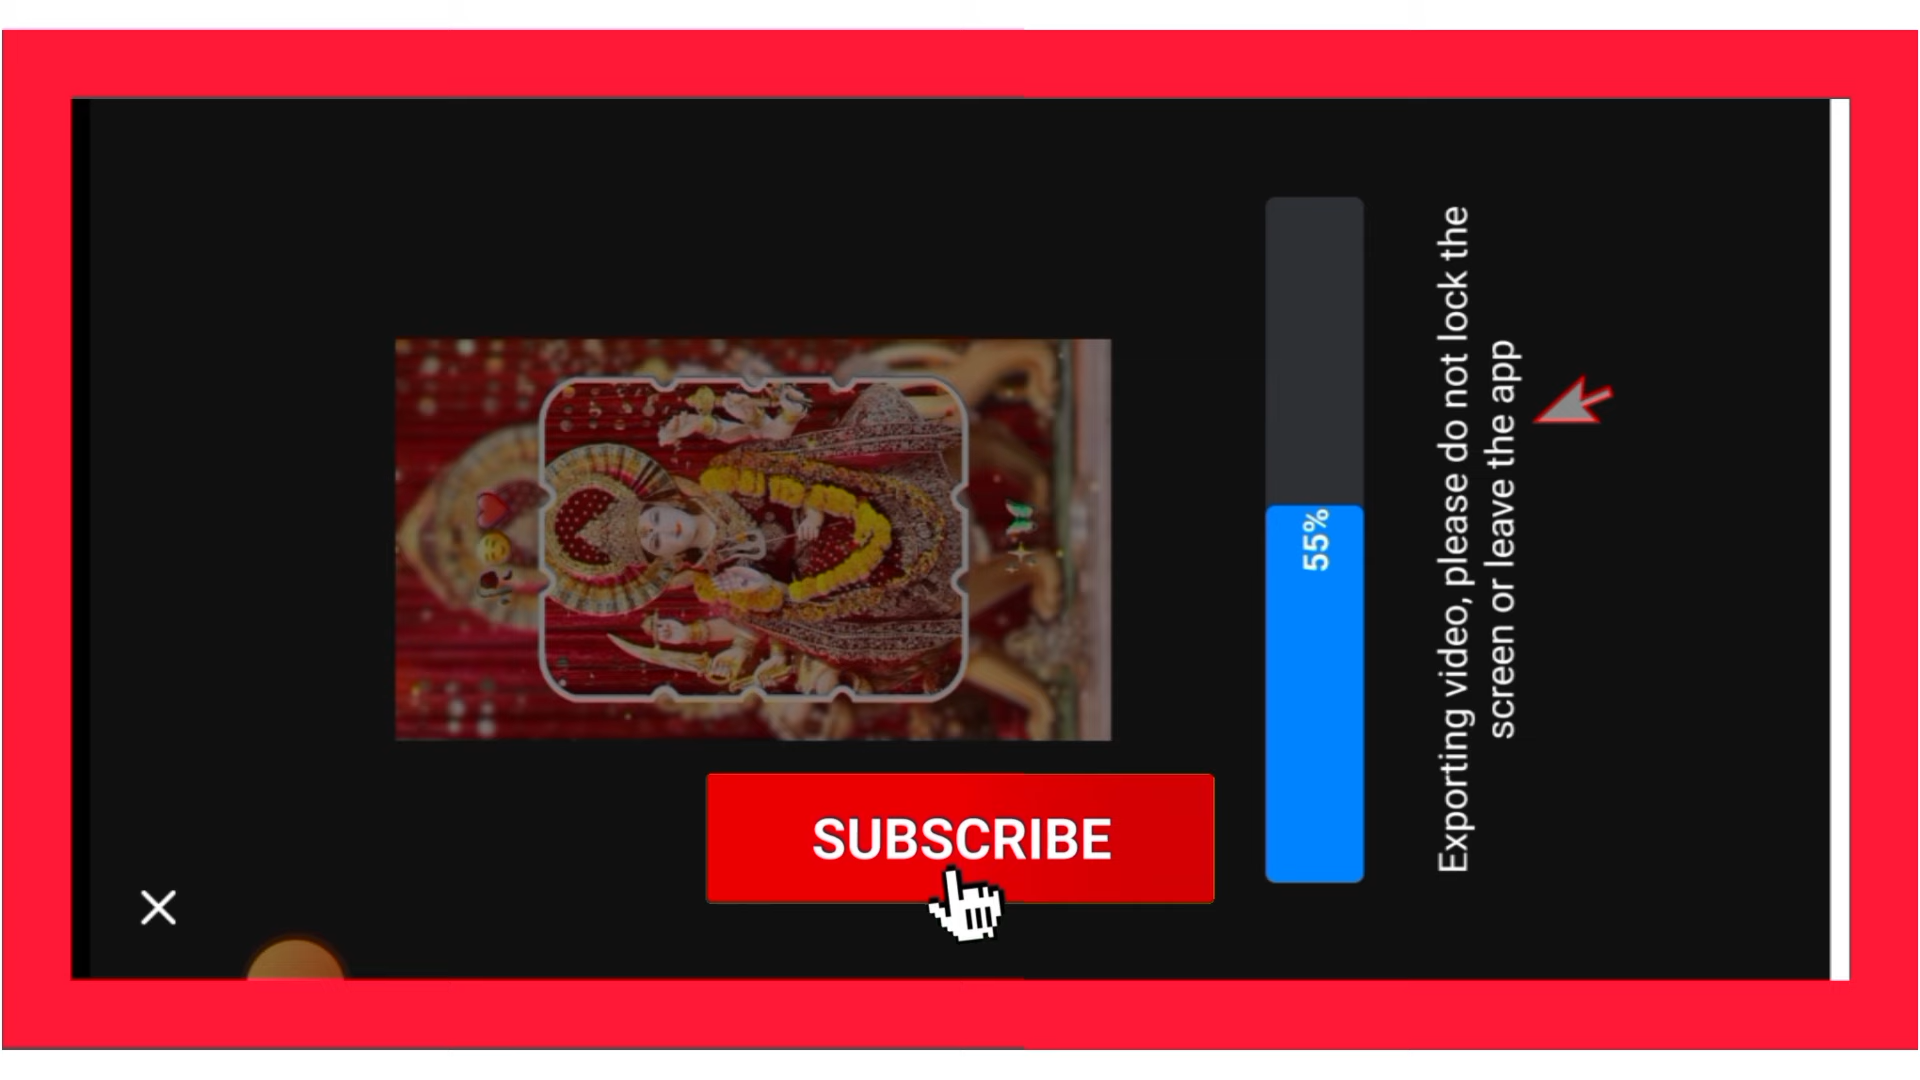 55%
Exporting video, please do not lock the
screen or leave the app
SUBSCRIBE